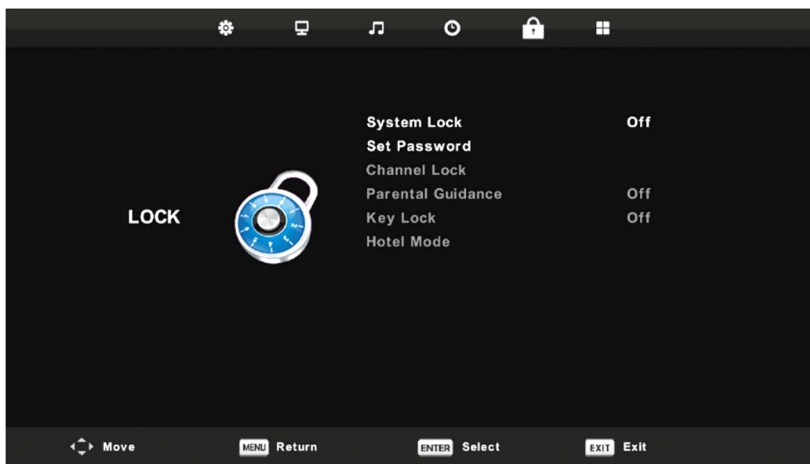 System Lock Off
Set Password
Channel Lock
Parental Guidance Off
LOCK
Key Lock Off
Hotel Mode
Move MENU Return ENTER Select EXIT Exit